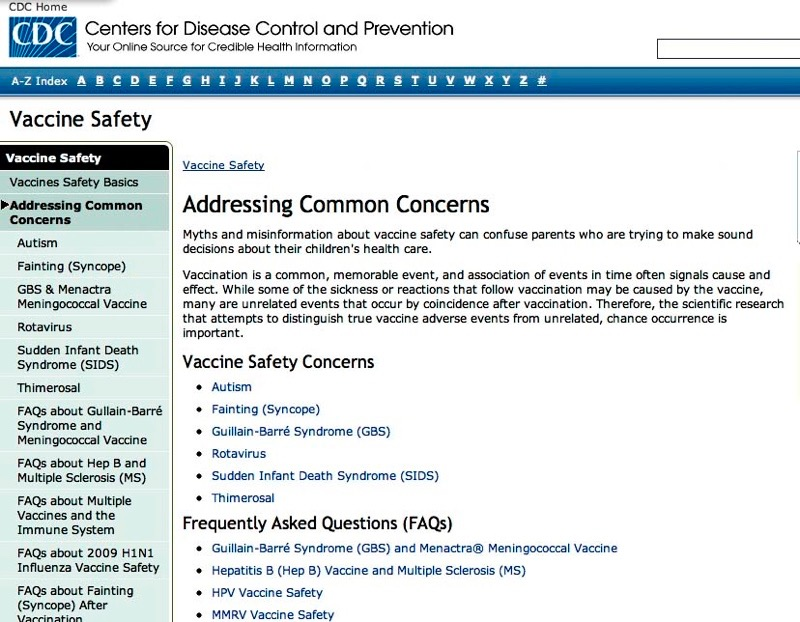 CDC Home
CDC
Centers for Disease Control and Prevention
Your Online Source for Credible Health Information
A-Z Index A B C D E F G H I J K L M N O P Q R S T U V W X Y Z #
Vaccine Safety
Vaccine Safety
Vaccines Safety Basics
Addressing Common
Concerns
Autism
Fainting (Syncope)
GBS & Menactra
Meningococcal Vaccine
Rotavirus
Sudden Infant Death
Syndrome (SIDS)
Thimerosal
FAQs about Gullain-Barré
Syndrome and
Meningococcal Vaccine
FAQs about Hep B and
Multiple Sclerosis (MS)
FAQs about Multiple
Vaccines and the
Immune System
FAQs about 2009 H1N1
Influenza Vaccine Safety
FAQs about Fainting
(Syncope) After
Vaccination
Vaccine Safety
Addressing Common Concerns
Myths and misinformation about vaccine safety can confuse parents who are trying to make sound
decisions about their children's health care.
Vaccination is a common, memorable event, and association of events in time often signals cause and
effect. While some of the sickness or reactions that follow vaccination may be caused by the vaccine,
many are unrelated events that occur by coincidence after vaccination. Therefore, the scientific research
that attempts to distinguish true vaccine adverse events from unrelated, chance occurrence is
important.
Vaccine Safety Concerns
• Autism
• Fainting (Syncope)
• Guillain-Barré Syndrome (GBS)
• Rotavirus
• Sudden Infant Death Syndrome (SIDS)
• Thimerosal
Frequently Asked Questions (FAQs)
• Guillain-Barré Syndrome (GBS) and Menactra® Meningococcal Vaccine
• Hepatitis B (Hep B) Vaccine and Multiple Sclerosis (MS)
• HPV Vaccine Safety
• MMRV Vaccine Safety